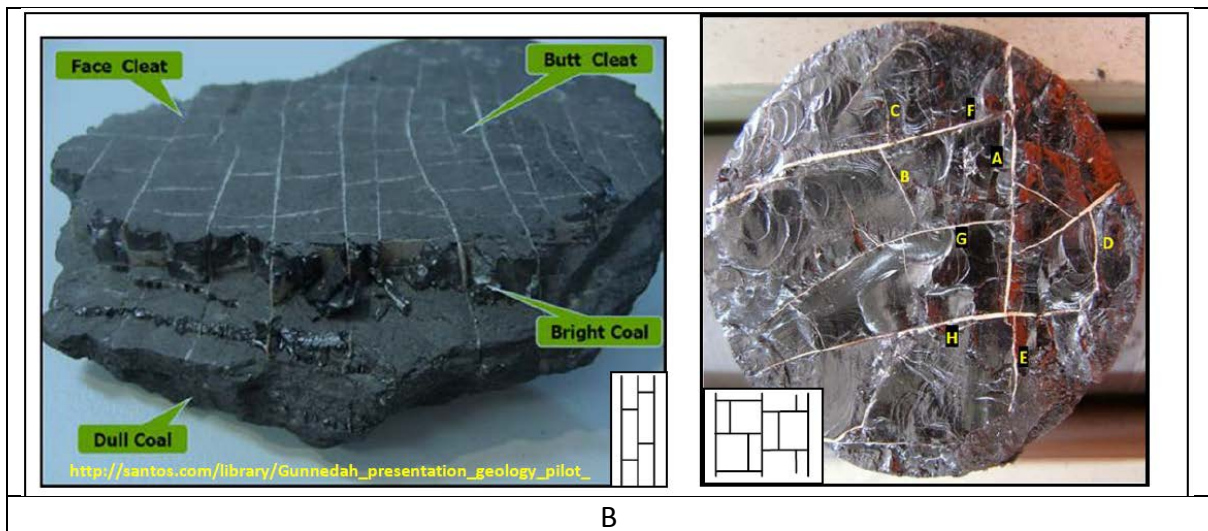 Face Cleat
Butt Cleat
Bright Coal
Dull Coal
http://santos.com/library/Gunnedah_presentation_geology_pilot_
C
F
A
B
G
D
H
E
B